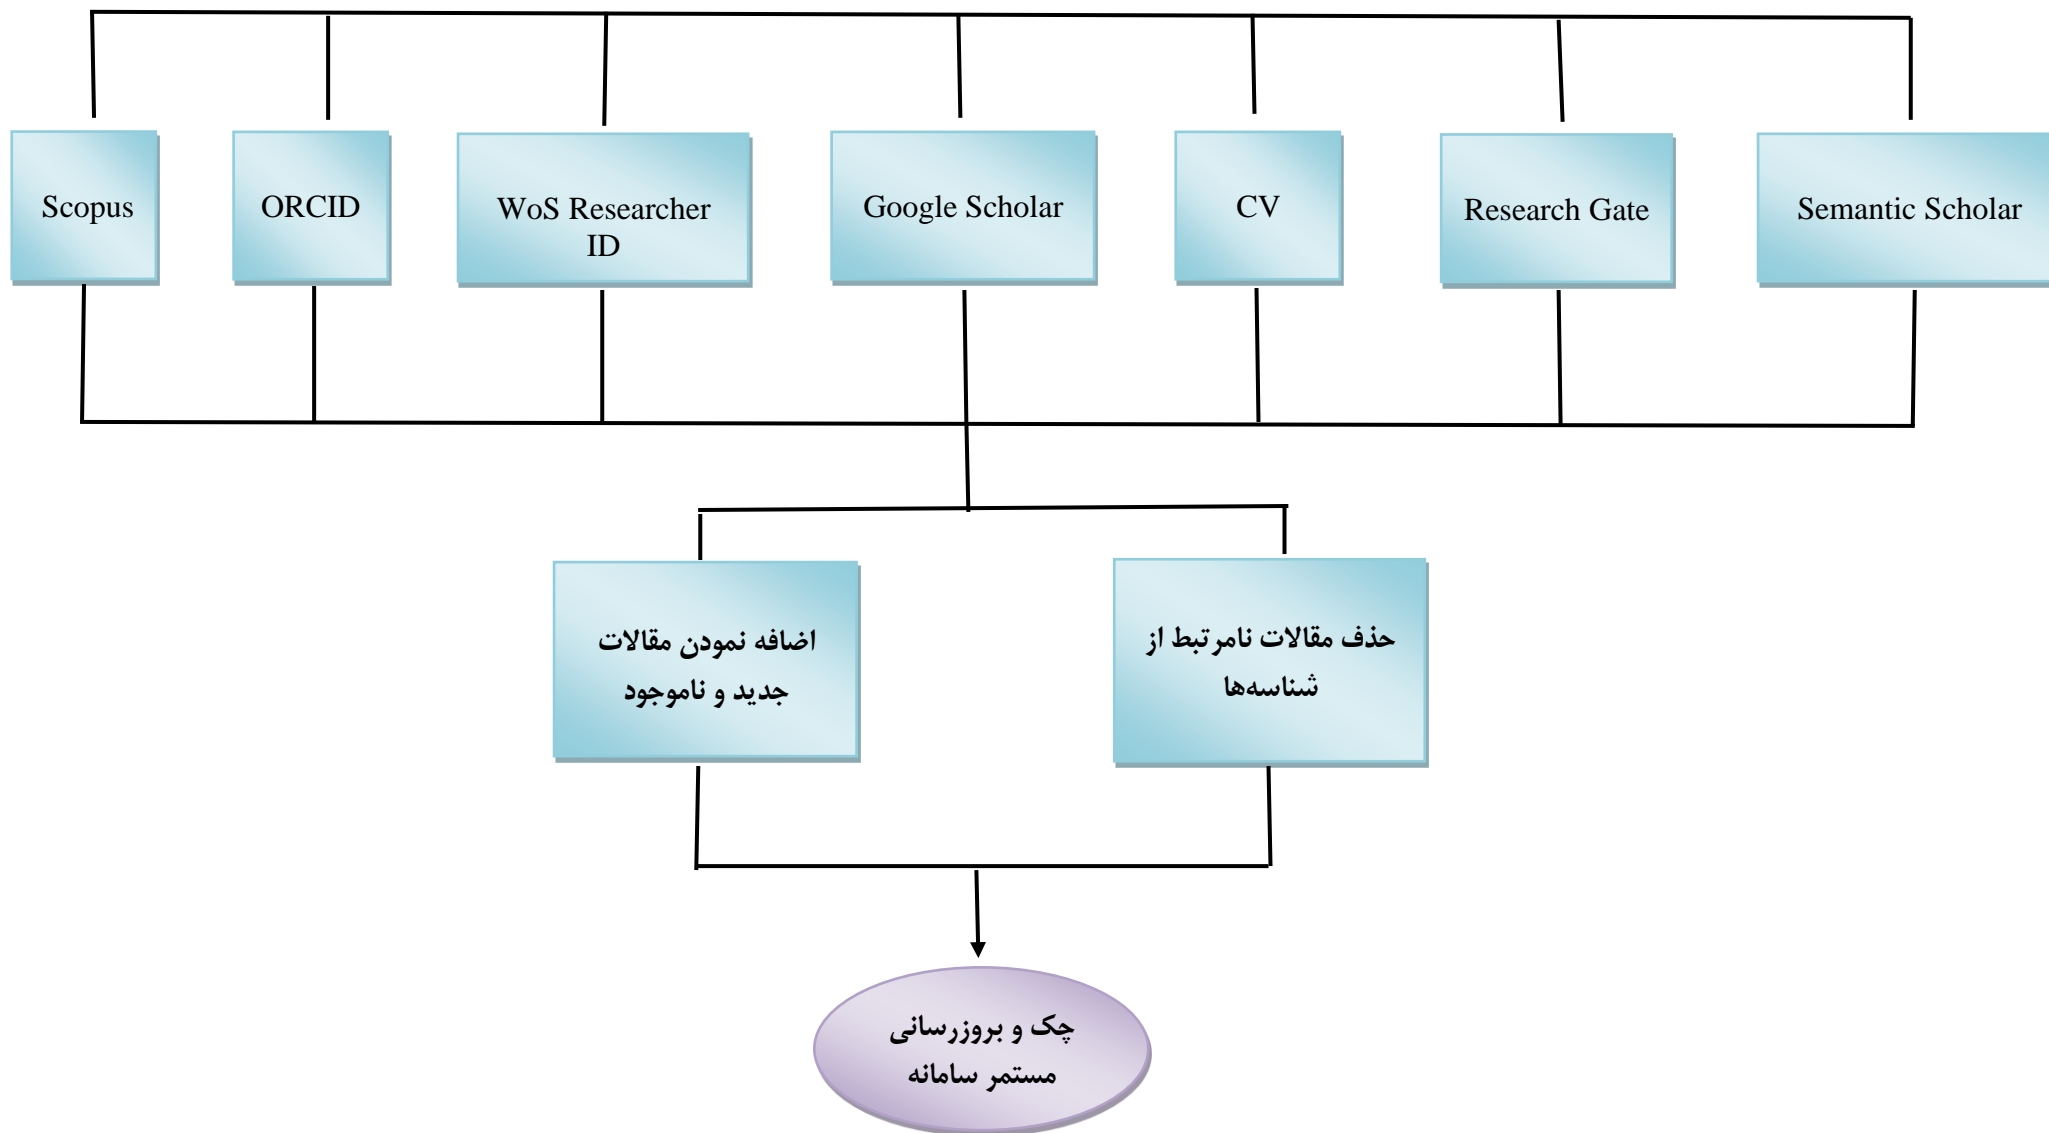 Scopus
ORCID
WoS Researcher
ID
Google Scholar
CV
Research Gate
Semantic Scholar
اضافه نمودن مقالات
جدید و ناموجود
حذف مقالات نامرتبط از
شناسه‌ها
چک و بروزرسانی
مستمر سامانه